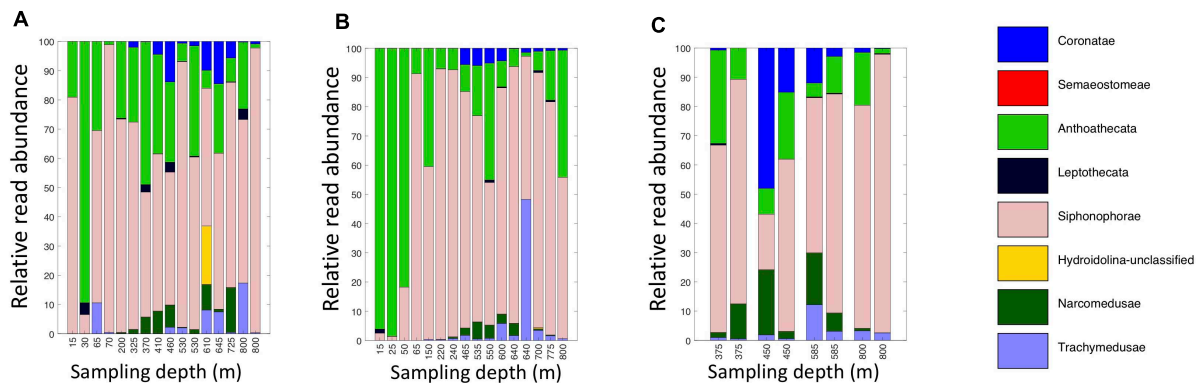 A
Relative read abundance
100
90
80
70
60
50
40
30
20
10
0
15 30 65 70 200 325 370 410 460 530 530 610 645 725 800 800
Sampling depth (m)
B
Relative read abundance
100
90
80
70
60
50
40
30
20
10
0
15 25 50 65 150 220 240 465 535 550 600 640 640 700 775 800
Sampling depth (m)
C
Relative read abundance
100
90
80
70
60
50
40
30
20
10
0
375 375 450 450 585 585 800 800
Sampling depth (m)
Coronatae
Semaeostomeae
Anthoathecata
Leptothecata
Siphonophorae
Hydroidolina-unclassified
Narcomedusae
Trachymedusae